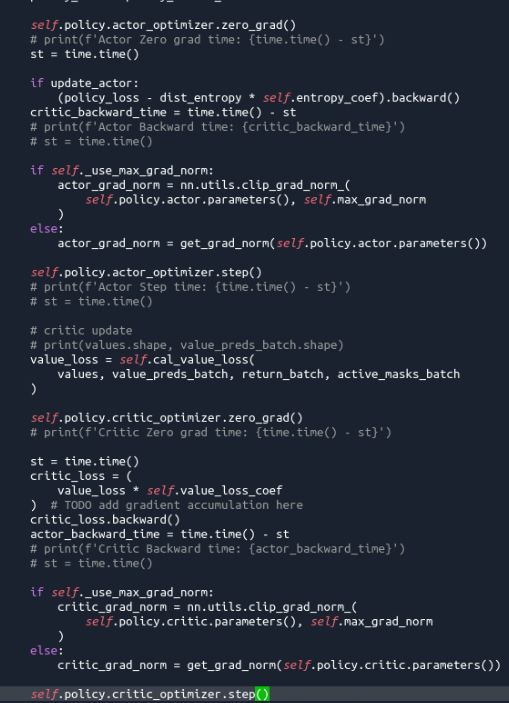 self.policy.actor_optimizer.zero_grad()
# print(f'Actor Zero grad time: {time.time() - st}')
st = time.time()
if update_actor:
(policy_loss - dist_entropy * self.entropy_coef).backward()
critic_backward_time = time.time() - st
# print(f'Actor Backward time: {critic_backward_time}')
# st = time.time()
if self._use_max_grad_norm:
actor_grad_norm = nn.utils.clip_grad_norm_(
self.policy.actor.parameters(), self.max_grad_norm
)
else:
actor_grad_norm = get_grad_norm(self.policy.actor.parameters())
self.policy.actor_optimizer.step()
# print(f'Actor Step time: {time.time() - st}')
# st = time.time()
# critic update
# print(values.shape, value_preds_batch.shape)
value_loss = self.cal_value_loss(
values, value_preds_batch, return_batch, active_masks_batch
)
self.policy.critic_optimizer.zero_grad()
# print(f'Critic Zero grad time: {time.time() - st}')
st = time.time()
critic_loss = (
value_loss * self.value_loss_coef
)  # TODO add gradient accumulation here
critic_loss.backward()
actor_backward_time = time.time() - st
# print(f'Critic Backward time: {actor_backward_time}')
# st = time.time()
if self._use_max_grad_norm:
critic_grad_norm = nn.utils.clip_grad_norm_(
self.policy.critic.parameters(), self.max_grad_norm
)
else:
critic_grad_norm = get_grad_norm(self.policy.critic.parameters())
self.policy.critic_optimizer.step()